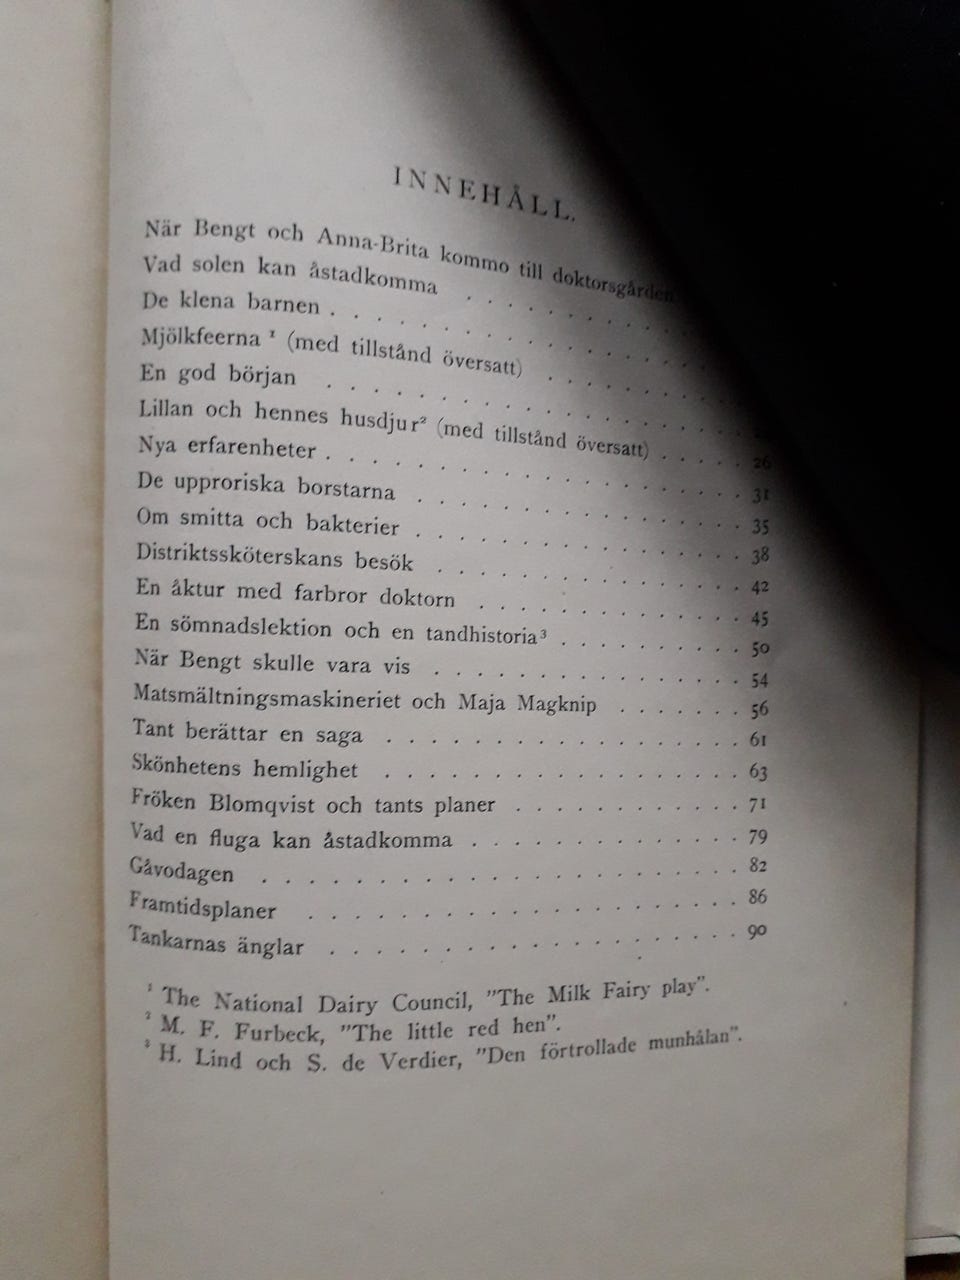 INNEHÅLL.
När Bengt och Anna-Brita kommo till doktorsgården
Vad solen kan åstadkomma . . . . . . . . . .
De klena barnen . . . . . . . . . . . . . . .
Mjölkfeerna ¹ (med tillstånd översatt) . . . . . . .
En god början . . . . . . . . . . . . . . . . .
Lillan och hennes husdjur² (med tillstånd översatt) . . . . . 26
Nya erfarenheter . . . . . . . . . . . . . . . . . . 31
De upproriska borstarna . . . . . . . . . . . . . . 35
Om smitta och bakterier . . . . . . . . . . . . . . 38
Distriktssköterskans besök . . . . . . . . . . . . . 42
En åktur med farbror doktorn . . . . . . . . . . . 45
En sömnadslektion och en tandhistoria³ . . . . . . . . 50
När Bengt skulle vara vis . . . . . . . . . . . . . 54
Matsmältningsmaskineriet och Maja Magknip . . . . . . 56
Tant berättar en saga . . . . . . . . . . . . . . . 61
Skönhetens hemlighet . . . . . . . . . . . . . . . 63
Fröken Blomqvist och tants planer . . . . . . . . . . 71
Vad en fluga kan åstadkomma . . . . . . . . . . . . 79
Gåvodagen . . . . . . . . . . . . . . . . . . . . 82
Framtidsplaner . . . . . . . . . . . . . . . . . . 86
Tankarnas änglar . . . . . . . . . . . . . . . . . 90
¹ The National Dairy Council, ”The Milk Fairy play”.
² M. F. Furbeck, ”The little red hen”.
³ H. Lind och S. de Verdier, ”Den förtrollade munhålan”.